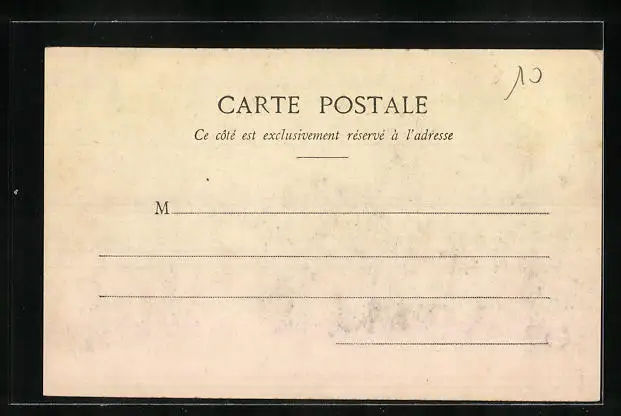 10
CARTE POSTALE
Ce côté est exclusivement réservé à l'adresse
M